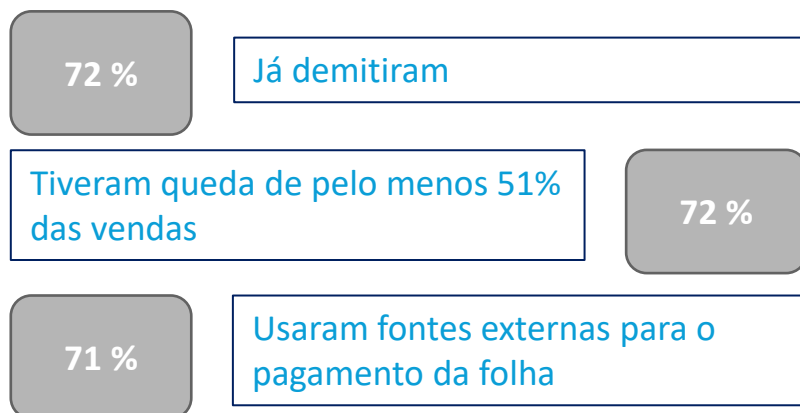 72 %
Já demitiram
Tiveram queda de pelo menos 51%
das vendas
72 %
71 %
Usaram fontes externas para o
pagamento da folha